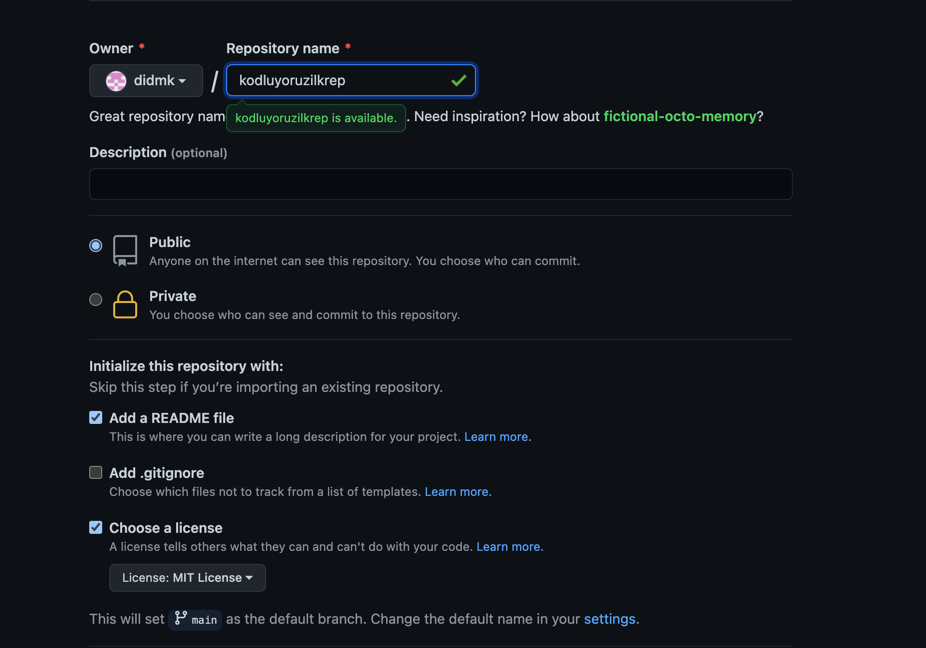 Owner *
Repository name *
didmk
/
kodluyoruzilkrep
Great repository nam
kodluyoruzilkrep is available.
. Need inspiration? How about fictional-octo-memory?
Description (optional)
Public
Anyone on the internet can see this repository. You choose who can commit.
Private
You choose who can see and commit to this repository.
Initialize this repository with:
Skip this step if you’re importing an existing repository.
Add a README file
This is where you can write a long description for your project. Learn more.
Add .gitignore
Choose which files not to track from a list of templates. Learn more.
Choose a license
A license tells others what they can and can't do with your code. Learn more.
License: MIT License
This will set main as the default branch. Change the default name in your settings.